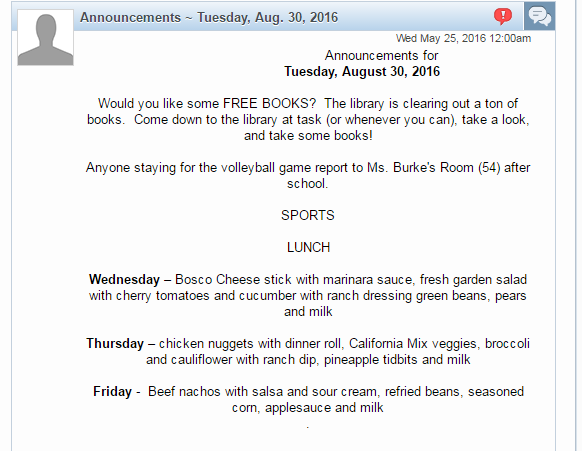 Announcements ~ Tuesday, Aug. 30, 2016
Wed May 25, 2016 12:00am
Announcements for
Tuesday, August 30, 2016
Would you like some FREE BOOKS?  The library is clearing out a ton of
books.  Come down to the library at task (or whenever you can), take a look,
and take some books!
Anyone staying for the volleyball game report to Ms. Burke's Room (54) after
school.
SPORTS
LUNCH
Wednesday – Bosco Cheese stick with marinara sauce, fresh garden salad
with cherry tomatoes and cucumber with ranch dressing green beans, pears
and milk
Thursday – chicken nuggets with dinner roll, California Mix veggies, broccoli
and cauliflower with ranch dip, pineapple tidbits and milk
Friday -  Beef nachos with salsa and sour cream, refried beans, seasoned
corn, applesauce and milk
.